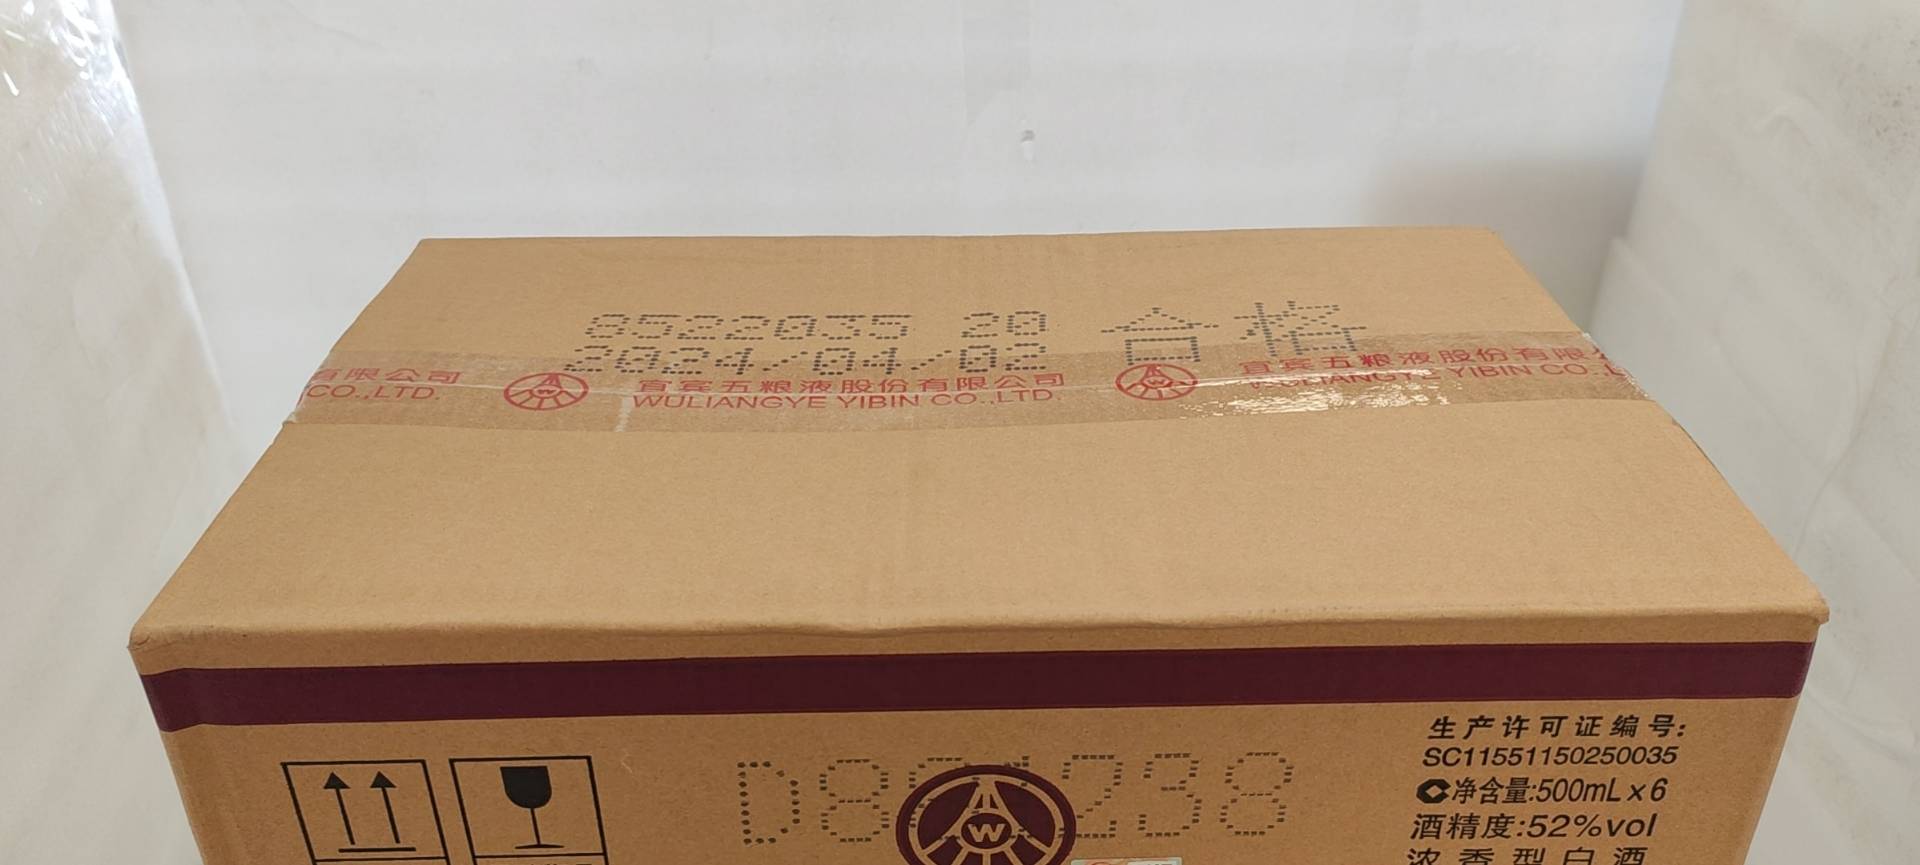 8522035 20 合格
2024/04/02
有限公司 宜宾五粮液股份有限公司 宜宾五粮液股份有限公
CO.,LTD. WULIANGYE YIBIN CO.,LTD. WULIANGYE YIBIN CO.,L
生产许可证编号:
SC11551150250035
净含量:500mL x 6
酒精度:52%vol
浓香型白酒
W